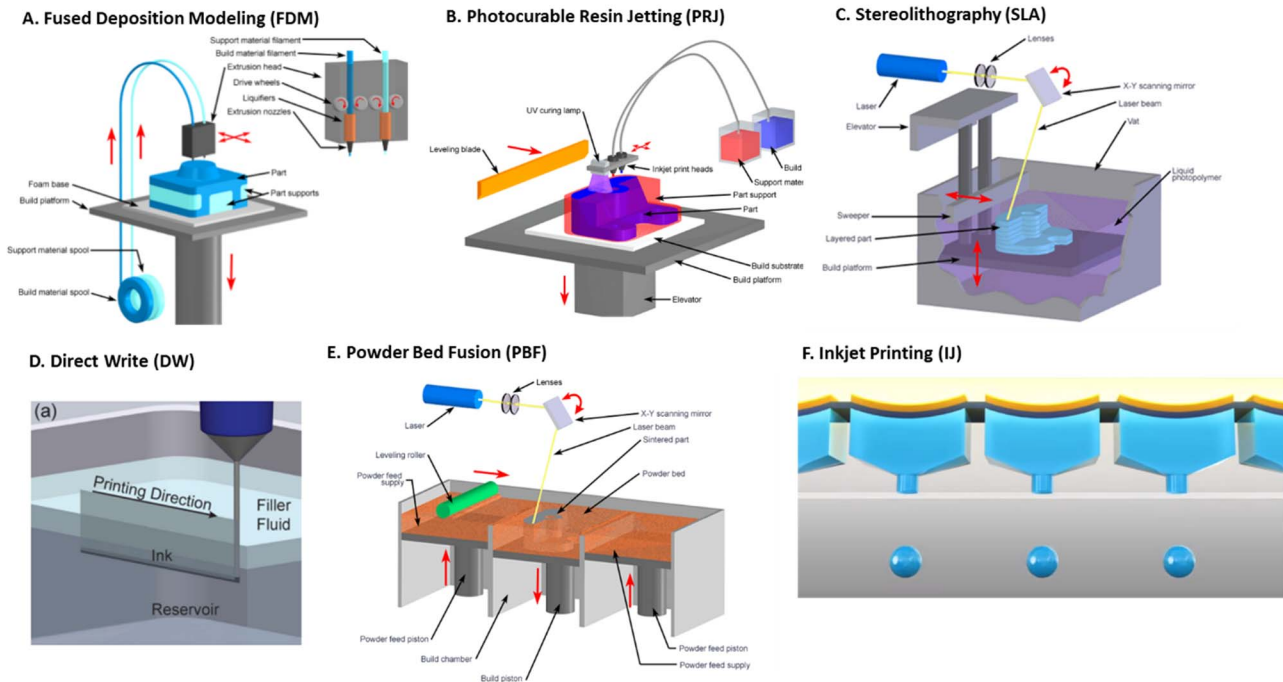 A. Fused Deposition Modeling (FDM)
Support material filament
Build material filament
Extrusion head
Drive wheels
Liquifiers
Extrusion nozzles
Part
Foam base
Part supports
Build platform
Support material spool
Build material spool
B. Photocurable Resin Jetting (PRJ)
UV curing lamp
Leveling blade
Build
Inkjet print heads
Support mater
Part support
Part
Build substrate
Build platform
Elevator
C. Stereolithography (SLA)
Lenses
X-Y scanning mirror
Laser
Laser beam
Elevator
Vat
Liquid
photopolymer
Sweeper
Layered part
Build platform
D. Direct Write (DW)
(a)
Printing Direction
Filler
Fluid
Ink
Reservoir
E. Powder Bed Fusion (PBF)
Lenses
X-Y scanning mirror
Laser
Laser beam
Sintered part
Leveling roller
Powder feed
supply
Powder bed
Powder feed piston
Powder feed piston
Build chamber
Powder feed supply
Build piston
F. Inkjet Printing (IJ)